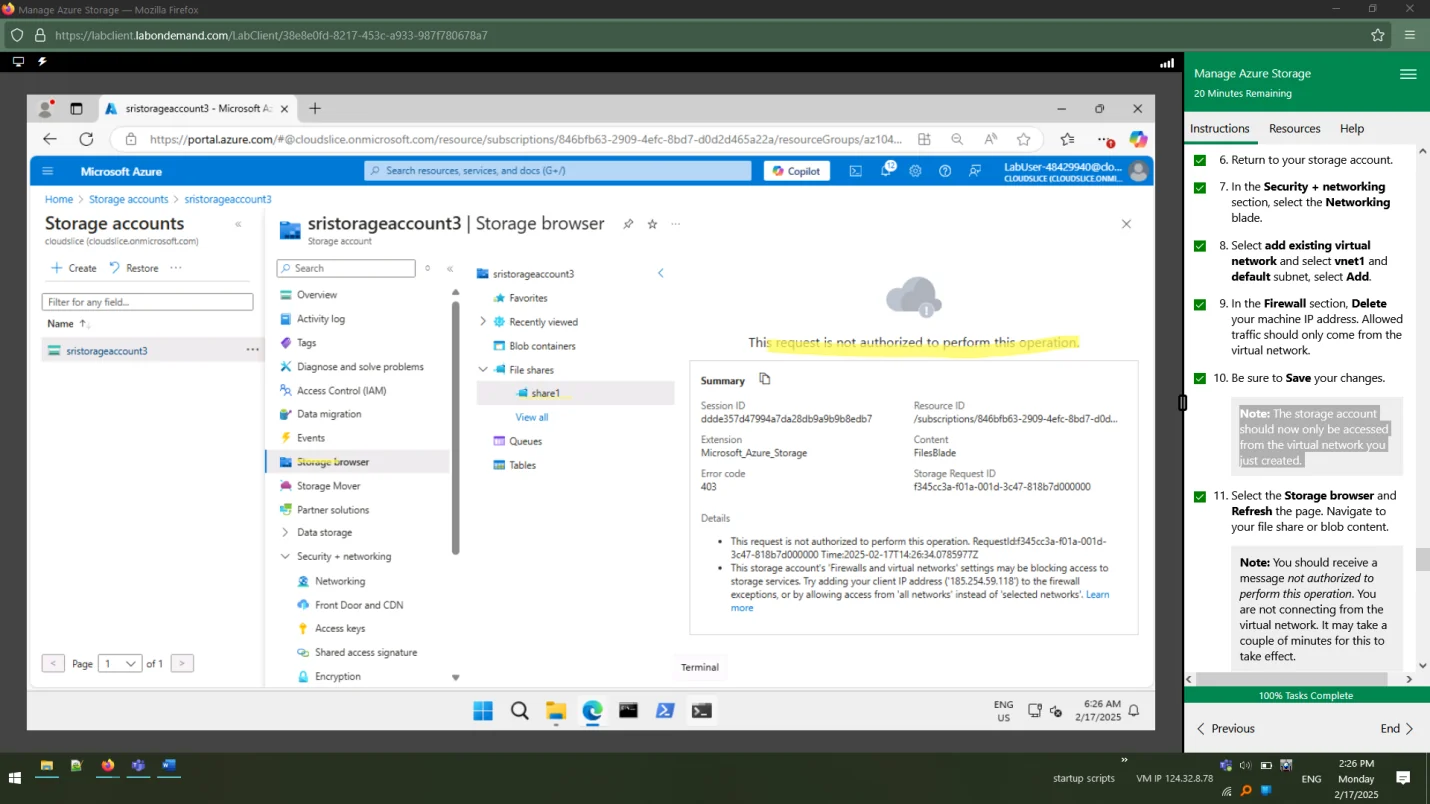 Manage Azure Storage — Mozilla Firefox
https://labclient.labondemand.com/LabClient/38e8e0fd-8217-453c-a933-987f780678a7
sristorageaccount3 - Microsoft Az
https://portal.azure.com/#@cloudslice.onmicrosoft.com/resource/subscriptions/846bfb63-2909-4efc-8bd7-d0d2d465a22a/resourceGroups/az104...
Microsoft Azure
Search resources, services, and docs (G+/)
Copilot
12
LabUser-48429940@do...
CLOUDSLICE (CLOUDSLICE.ONMI...
Home > Storage accounts > sristorageaccount3
Storage accounts
cloudslice (cloudslice.onmicrosoft.com)
Create
Restore
Filter for any field...
Name
sristorageaccount3
Page 1 of 1
sristorageaccount3 | Storage browser
Storage account
Search
Overview
Activity log
Tags
Diagnose and solve problems
Access Control (IAM)
Data migration
Events
Storage browser
Storage Mover
Partner solutions
Data storage
Security + networking
Networking
Front Door and CDN
Access keys
Shared access signature
Encryption
sristorageaccount3
Favorites
Recently viewed
Blob containers
File shares
share1
View all
Queues
Tables
This request is not authorized to perform this operation.
Summary
Session ID
ddde357d47994a7da28db9a9b9b8edb7
Resource ID
/subscriptions/846bfb63-2909-4efc-8bd7-d0d...
Extension
Microsoft_Azure_Storage
Content
FilesBlade
Error code
403
Storage Request ID
f345cc3a-f01a-001d-3c47-818b7d000000
Details
• This request is not authorized to perform this operation. RequestId:f345cc3a-f01a-001d-
3c47-818b7d000000 Time:2025-02-17T14:26:34.0785977Z
• This storage account's 'Firewalls and virtual networks' settings may be blocking access to
storage services. Try adding your client IP address ('185.254.59.118') to the firewall
exceptions, or by allowing access from 'all networks' instead of 'selected networks'. Learn
more
Terminal
ENG
US
6:26 AM
2/17/2025
Manage Azure Storage
20 Minutes Remaining
Instructions
Resources
Help
6. Return to your storage account.
7. In the Security + networking
section, select the Networking
blade.
8. Select add existing virtual
network and select vnet1 and
default subnet, select Add.
9. In the Firewall section, Delete
your machine IP address. Allowed
traffic should only come from the
virtual network.
10. Be sure to Save your changes.
Note: The storage account
should now only be accessed
from the virtual network you
just created.
11. Select the Storage browser and
Refresh the page. Navigate to
your file share or blob content.
Note: You should receive a
message not authorized to
perform this operation. You
are not connecting from the
virtual network. It may take a
couple of minutes for this to
take effect.
100% Tasks Complete
Previous
End
startup scripts
VM IP 124.32.8.78
ENG
2:26 PM
Monday
2/17/2025